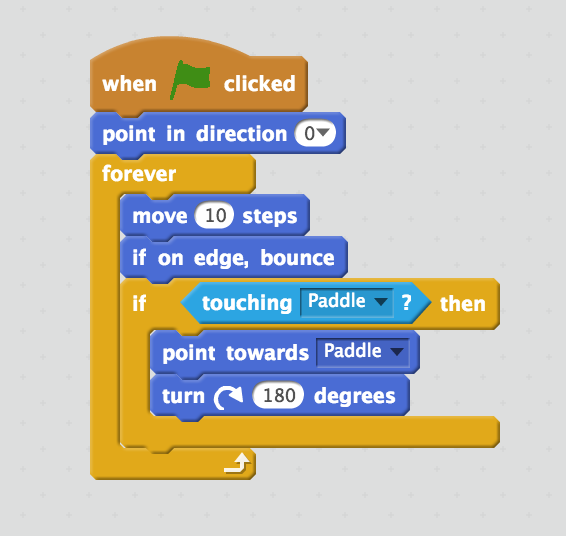 when clicked
point in direction 0
forever
move 10 steps
if on edge, bounce
if touching Paddle ? then
point towards Paddle
turn 180 degrees